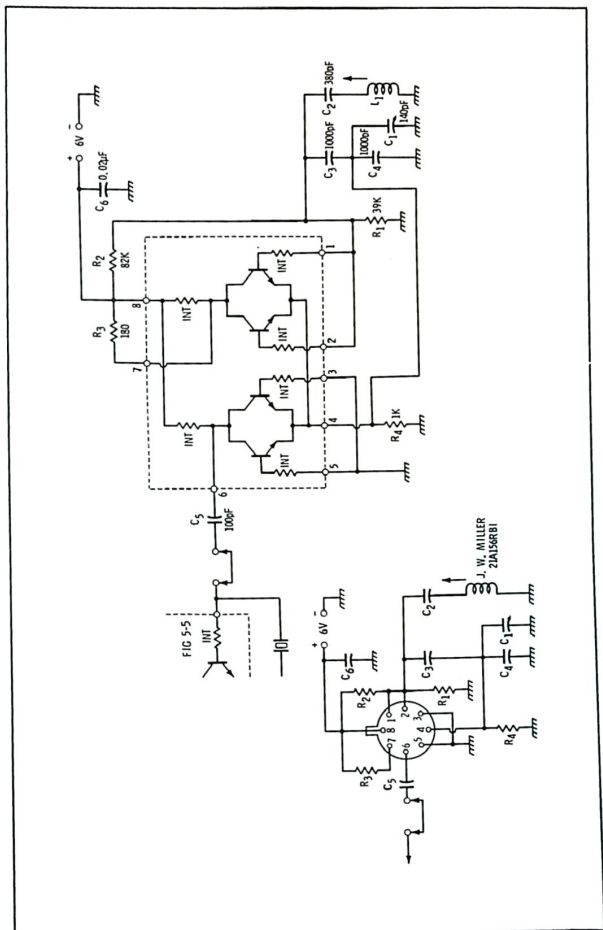 + 6V -
C6 0.02μF
R3
180
R2
82K
7
8
INT
INT
6
C5
100pF
FIG 5-5
INT
INT
INT
INT
INT
5
4
3
2
1
R4 1K
R1 39K
C3
1000pF
C4
1000pF
C2
380pF
L1
C1
140pF
+ 6V -
C6
R3
R2
7
8
1
6
2
5
4
3
C5
R4
R1
C3
C4
C1
C2
J. W. MILLER
21A156RBI